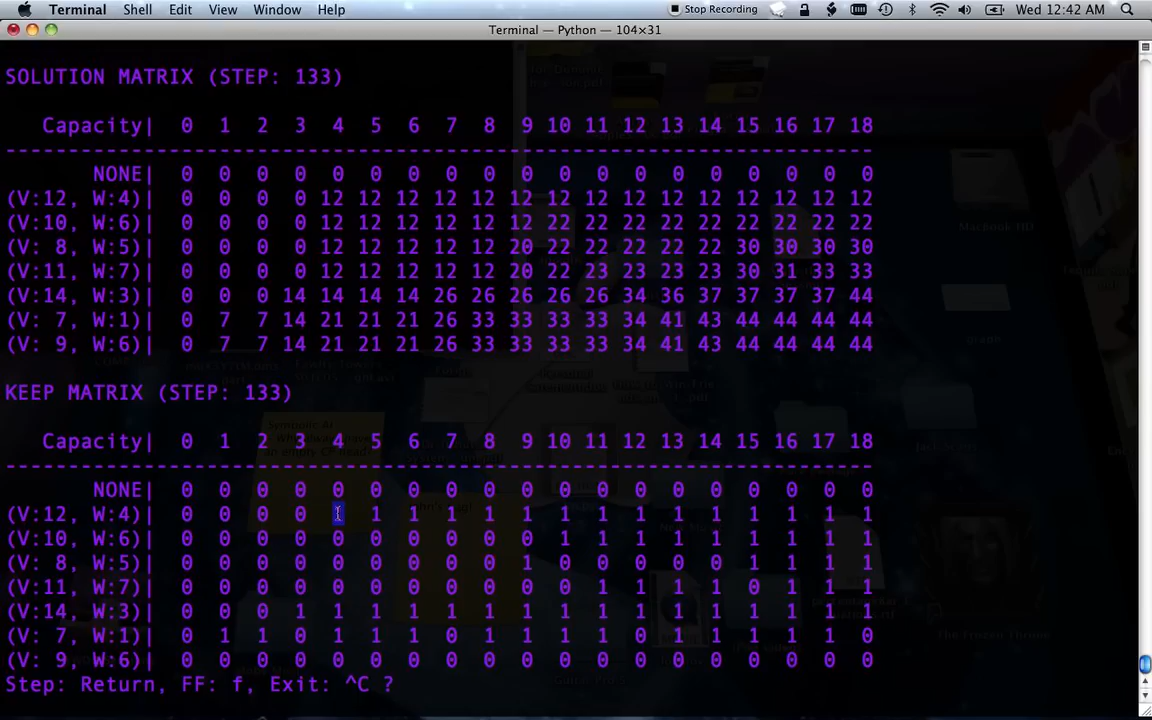 Terminal Shell Edit View Window Help Stop Recording Wed 12:42 AM
Terminal — Python — 104×31
SOLUTION MATRIX (STEP: 133)
Capacity| 0 1 2 3 4 5 6 7 8 9 10 11 12 13 14 15 16 17 18
-------------------------------------------------------------------------------------------
NONE| 0 0 0 0 0 0 0 0 0 0 0 0 0 0 0 0 0 0 0
(V:12, W:4)| 0 0 0 0 12 12 12 12 12 12 12 12 12 12 12 12 12 12 12
(V:10, W:6)| 0 0 0 0 12 12 12 12 12 12 22 22 22 22 22 22 22 22 22
(V: 8, W:5)| 0 0 0 0 12 12 12 12 12 20 22 22 22 22 22 30 30 30 30
(V:11, W:7)| 0 0 0 0 12 12 12 12 12 20 22 23 23 23 23 30 31 33 33
(V:14, W:3)| 0 0 0 14 14 14 14 26 26 26 26 26 34 36 37 37 37 37 44
(V: 7, W:1)| 0 7 7 14 21 21 21 26 33 33 33 33 34 41 43 44 44 44 44
(V: 9, W:6)| 0 7 7 14 21 21 21 26 33 33 33 33 34 41 43 44 44 44 44
KEEP MATRIX (STEP: 133)
Capacity| 0 1 2 3 4 5 6 7 8 9 10 11 12 13 14 15 16 17 18
-------------------------------------------------------------------------------------------
NONE| 0 0 0 0 0 0 0 0 0 0 0 0 0 0 0 0 0 0 0
(V:12, W:4)| 0 0 0 0 1 1 1 1 1 1 1 1 1 1 1 1 1 1 1
(V:10, W:6)| 0 0 0 0 0 0 0 0 0 0 1 1 1 1 1 1 1 1 1
(V: 8, W:5)| 0 0 0 0 0 0 0 0 0 1 0 0 0 0 0 1 1 1 1
(V:11, W:7)| 0 0 0 0 0 0 0 0 0 0 0 1 1 1 1 0 1 1 1
(V:14, W:3)| 0 0 0 1 1 1 1 1 1 1 1 1 1 1 1 1 1 1 1
(V: 7, W:1)| 0 1 1 0 1 1 1 0 1 1 1 1 0 1 1 1 1 1 0
(V: 9, W:6)| 0 0 0 0 0 0 0 0 0 0 0 0 0 0 0 0 0 0 0
Step: Return, FF: f, Exit: ^C ?
MacBook HD
The Frozen Throne